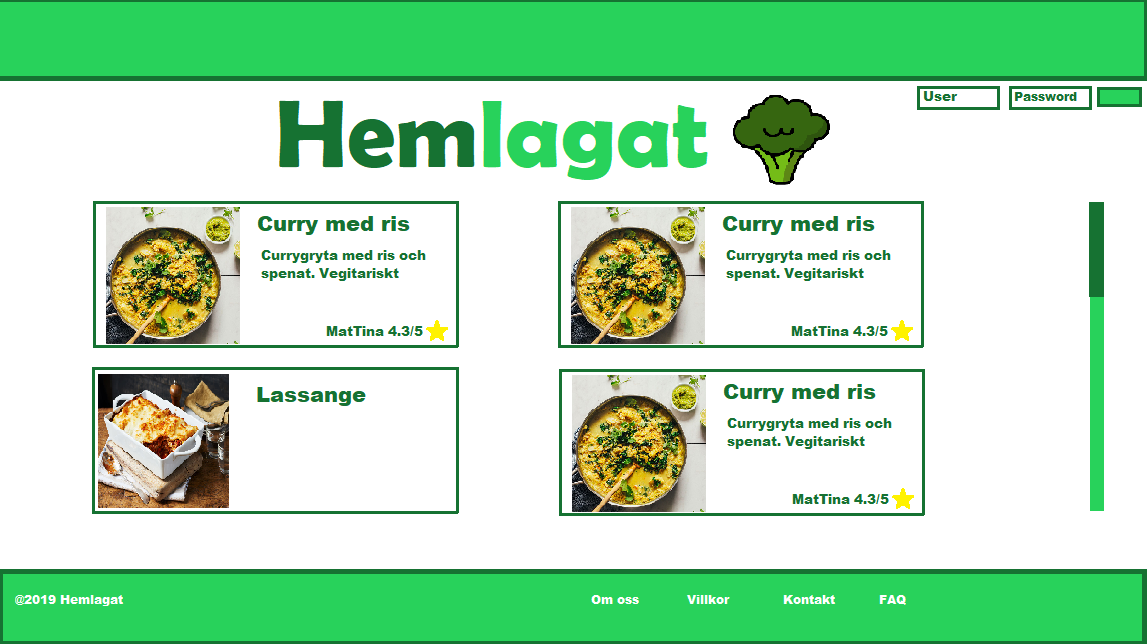 User
Password
Hemlagat
Curry med ris
Currygryta med ris och
spenat. Vegitariskt
MatTina 4.3/5
Curry med ris
Currygryta med ris och
spenat. Vegitariskt
MatTina 4.3/5
Lassange
Curry med ris
Currygryta med ris och
spenat. Vegitariskt
MatTina 4.3/5
@2019 Hemlagat
Om oss
Villkor
Kontakt
FAQ